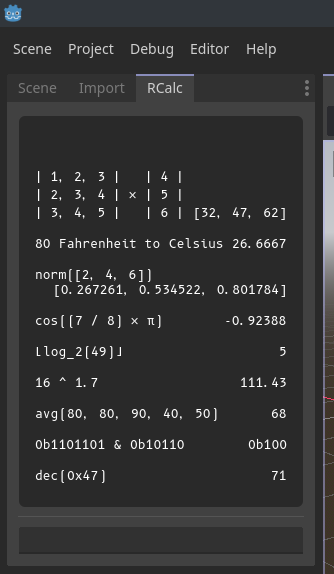 Scene Project Debug Editor Help
Scene Import RCalc
| 1, 2, 3 | | 4 |
| 2, 3, 4 | × | 5 |
| 3, 4, 5 | | 6 | [32, 47, 62]
80 Fahrenheit to Celsius 26.6667
norm([2, 4, 6])
[0.267261, 0.534522, 0.801784]
cos((7 / 8) × π) -0.92388
⌊log_2(49)⌋ 5
16 ^ 1.7 111.43
avg(80, 80, 90, 40, 50) 68
0b1101101 & 0b10110 0b100
dec(0x47) 71